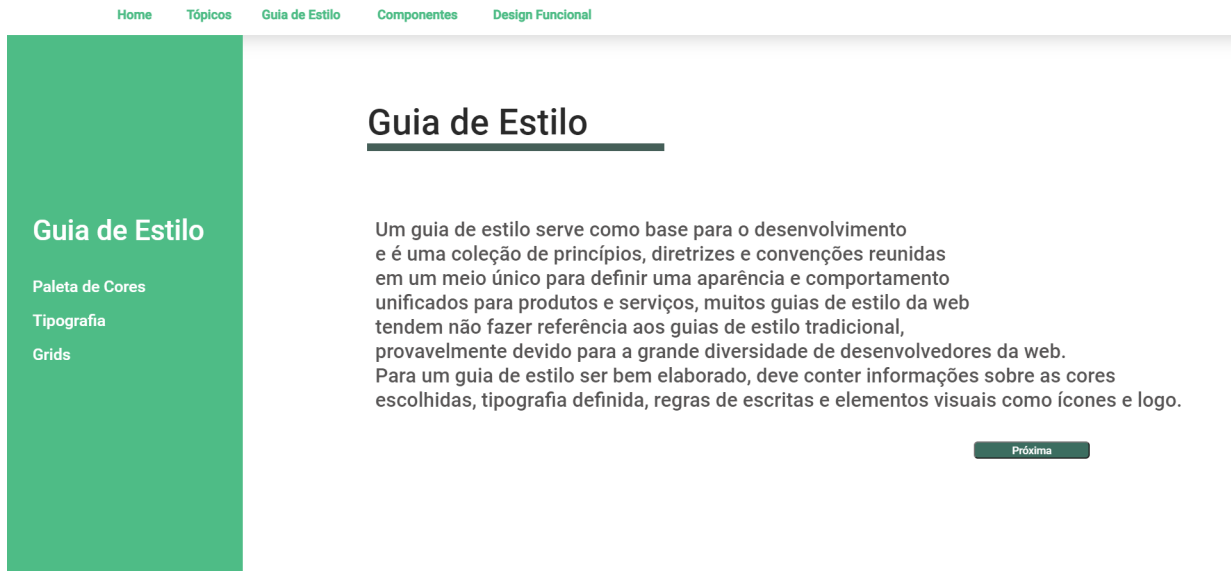 Home Tópicos Guia de Estilo Componentes Design Funcional
Guia de Estilo
Paleta de Cores
Tipografia
Grids
Guia de Estilo
Um guia de estilo serve como base para o desenvolvimento
e é uma coleção de princípios, diretrizes e convenções reunidas
em um meio único para definir uma aparência e comportamento
unificados para produtos e serviços, muitos guias de estilo da web
tendem não fazer referência aos guias de estilo tradicional,
provavelmente devido para a grande diversidade de desenvolvedores da web.
Para um guia de estilo ser bem elaborado, deve conter informações sobre as cores
escolhidas, tipografia definida, regras de escritas e elementos visuais como ícones e logo.
Próxima